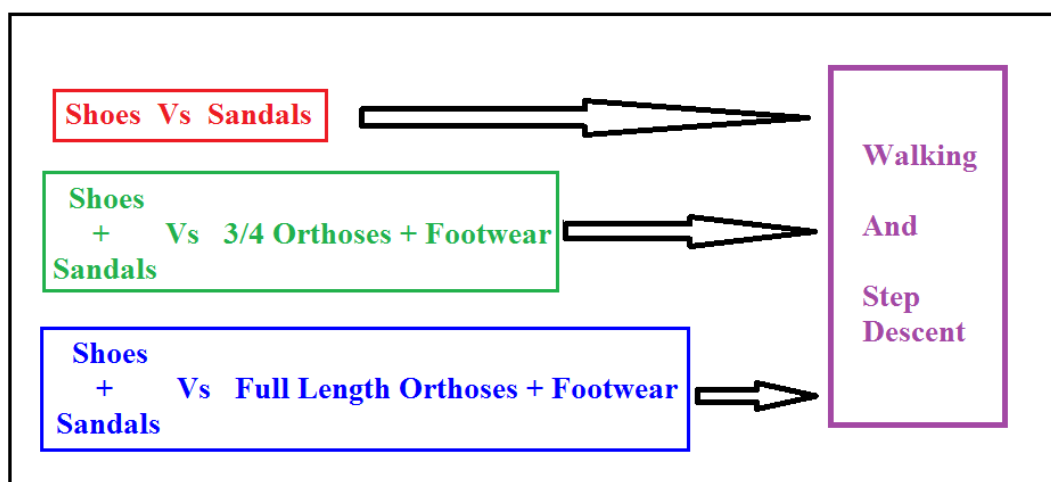 Shoes Vs Sandals
Shoes
+ Vs 3/4 Orthoses + Footwear
Sandals
Shoes
+ Vs Full Length Orthoses + Footwear
Sandals
Walking
And
Step
Descent